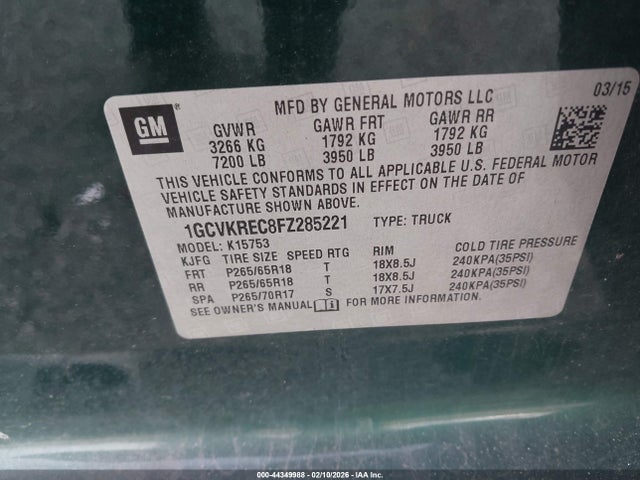 MFD BY GENERAL MOTORS LLC 03/15
GM
GVWR GAWR FRT GAWR RR
3266 KG 1792 KG 1792 KG
7200 LB 3950 LB 3950 LB
THIS VEHICLE CONFORMS TO ALL APPLICABLE U.S. FEDERAL MOTOR
VEHICLE SAFETY STANDARDS IN EFFECT ON THE DATE OF
MANUFACTURE SHOWN ABOVE.
1GCVKREC8FZ285221 TYPE: TRUCK
MODEL: K15753
KJFG TIRE SIZE SPEED RTG RIM COLD TIRE PRESSURE
FRT P265/65R18 T 18X8.5J 240KPA(35PSI)
RR P265/65R18 T 18X8.5J 240KPA(35PSI)
SPA P265/70R17 S 17X7.5J 240KPA(35PSI)
SEE OWNER'S MANUAL FOR MORE INFORMATION.
000-44349988 - 02/10/2026 - IAA Inc.